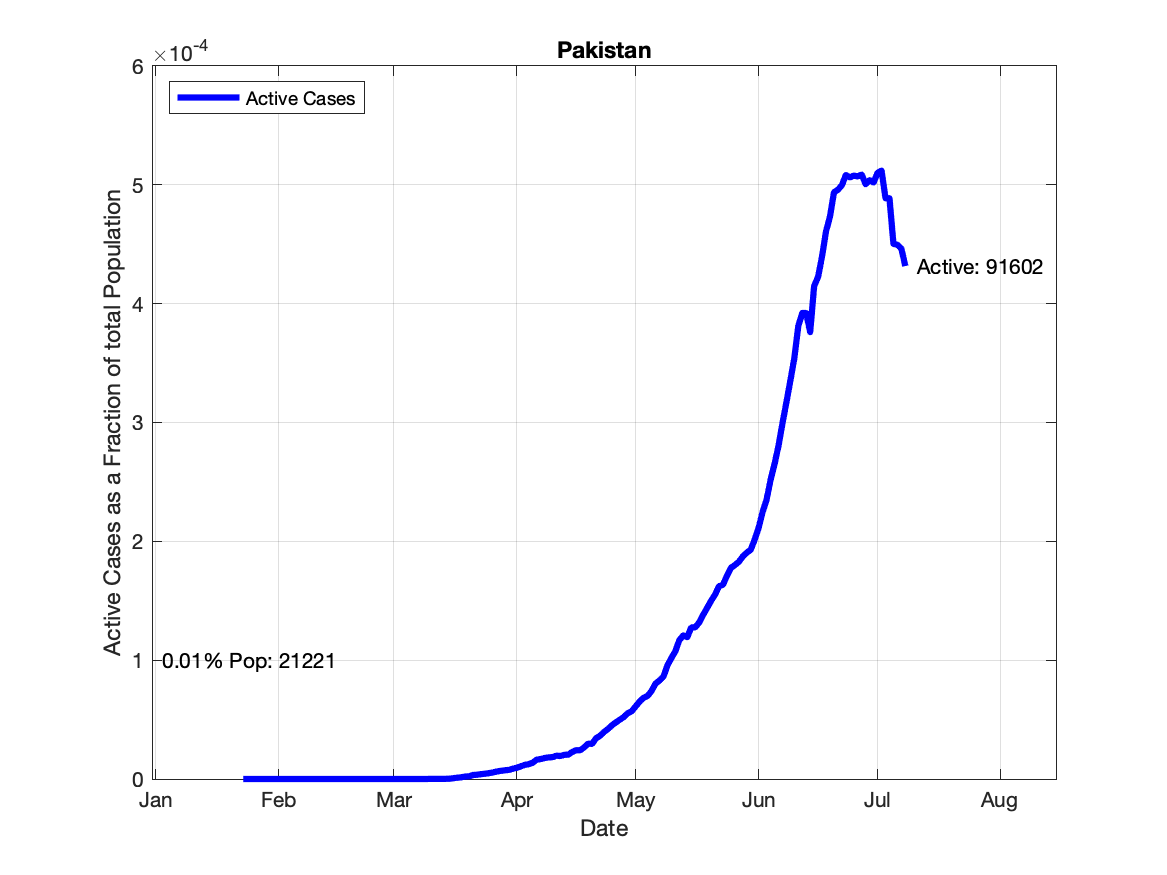 Pakistan
×10⁻⁴
Active Cases
6
5
4
3
2
1
0
Active Cases as a Fraction of total Population
Active: 91602
0.01% Pop: 21221
Jan Feb Mar Apr May Jun Jul Aug
Date